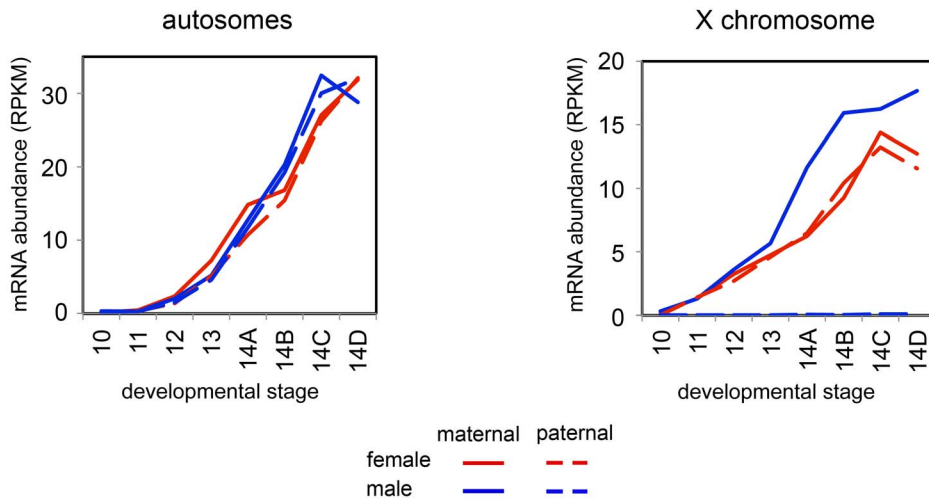 autosomes
mRNA abundance (RPKM)
30
20
10
0
10
11
12
13
14A
14B
14C
14D
developmental stage
X chromosome
mRNA abundance (RPKM)
20
15
10
5
0
10
11
12
13
14A
14B
14C
14D
developmental stage
maternal paternal
female
male